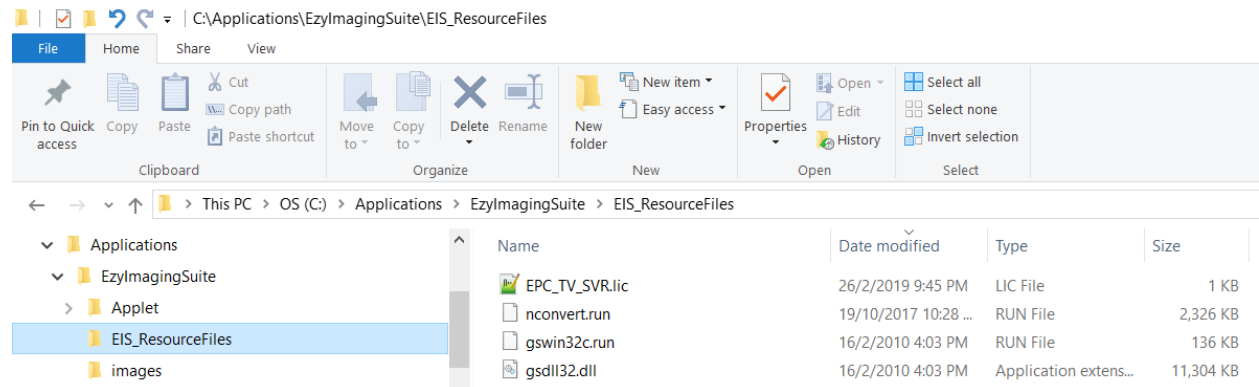 C:\Applications\EzyImagingSuite\EIS_ResourceFiles
File Home Share View
Pin to Quick access
Copy
Paste
Cut
Copy path
Paste shortcut
Clipboard
Move to
Copy to
Delete
Rename
Organize
New folder
New item
Easy access
New
Properties
Open
Edit
History
Open
Select all
Select none
Invert selection
Select
This PC > OS (C:) > Applications > EzyImagingSuite > EIS_ResourceFiles
Applications
EzyImagingSuite
Applet
EIS_ResourceFiles
images
Name Date modified Type Size
EPC_TV_SVR.lic 26/2/2019 9:45 PM LIC File 1 KB
nconvert.run 19/10/2017 10:28 ... RUN File 2,326 KB
gswin32c.run 16/2/2010 4:03 PM RUN File 136 KB
gsdll32.dll 16/2/2010 4:03 PM Application extens... 11,304 KB